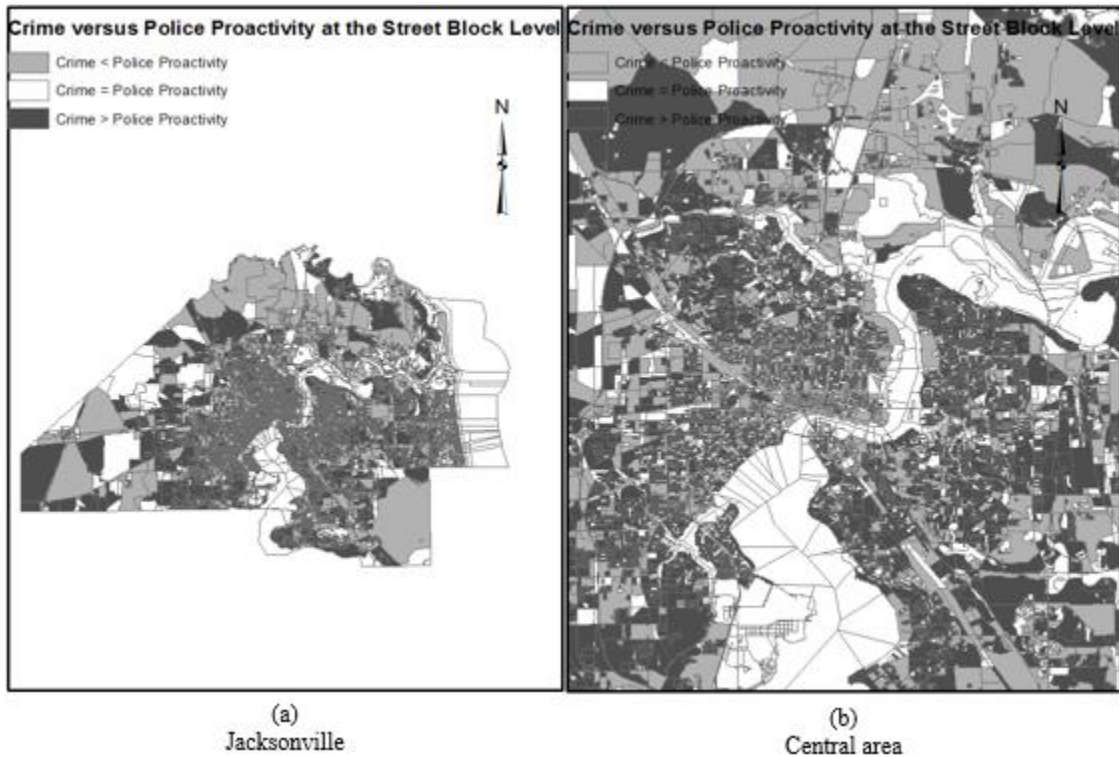 Crime versus Police Proactivity at the Street Block Level
Crime < Police Proactivity
Crime = Police Proactivity
Crime > Police Proactivity
N
(a)
Jacksonville
Crime versus Police Proactivity at the Street Block Level
Crime < Police Proactivity
Crime = Police Proactivity
Crime > Police Proactivity
N
(b)
Central area